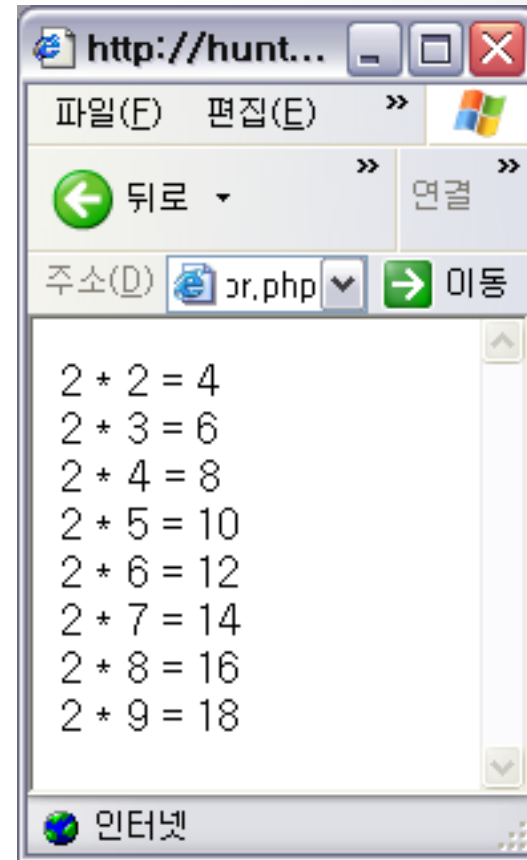 http://hunt...
파일(F) 편집(E) »
뒤로 » 연결 »
주소(D) or.php 이동
2 * 2 = 4
2 * 3 = 6
2 * 4 = 8
2 * 5 = 10
2 * 6 = 12
2 * 7 = 14
2 * 8 = 16
2 * 9 = 18
인터넷